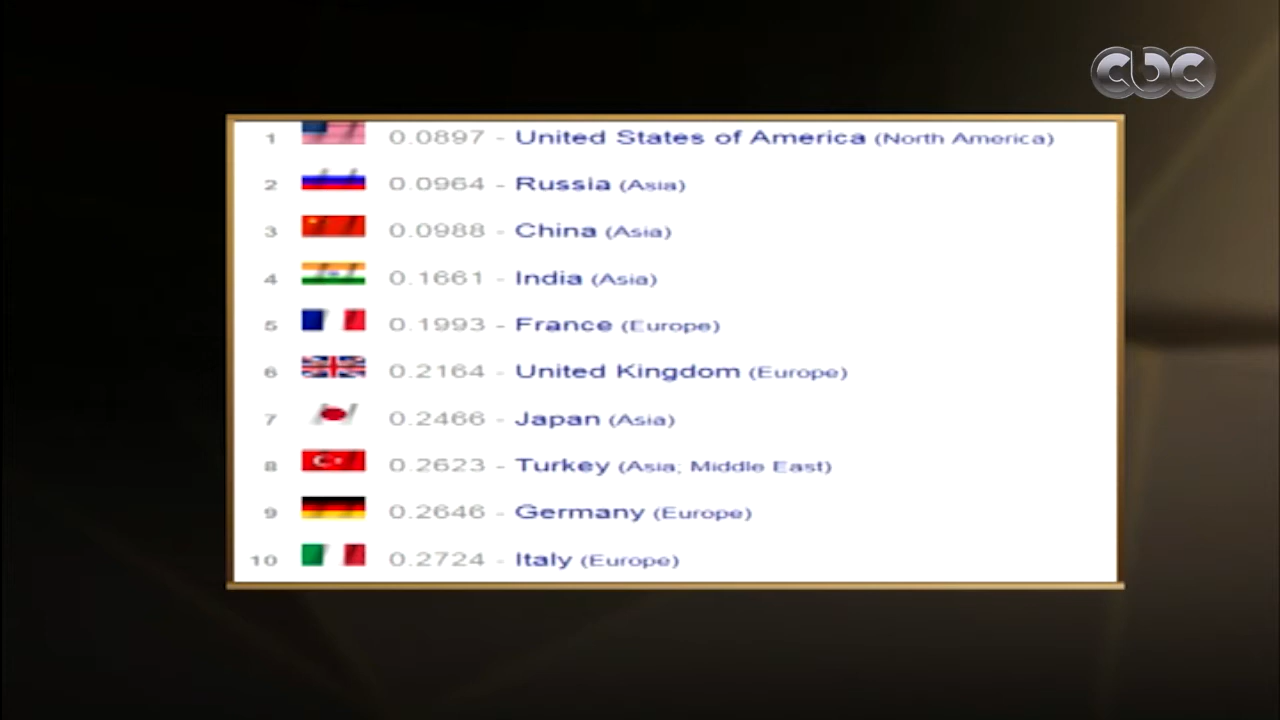 cbc
1 0.0897 - United States of America (North America)
2 0.0964 - Russia (Asia)
3 0.0988 - China (Asia)
4 0.1661 - India (Asia)
5 0.1993 - France (Europe)
6 0.2164 - United Kingdom (Europe)
7 0.2466 - Japan (Asia)
8 0.2623 - Turkey (Asia; Middle East)
9 0.2646 - Germany (Europe)
10 0.2724 - Italy (Europe)